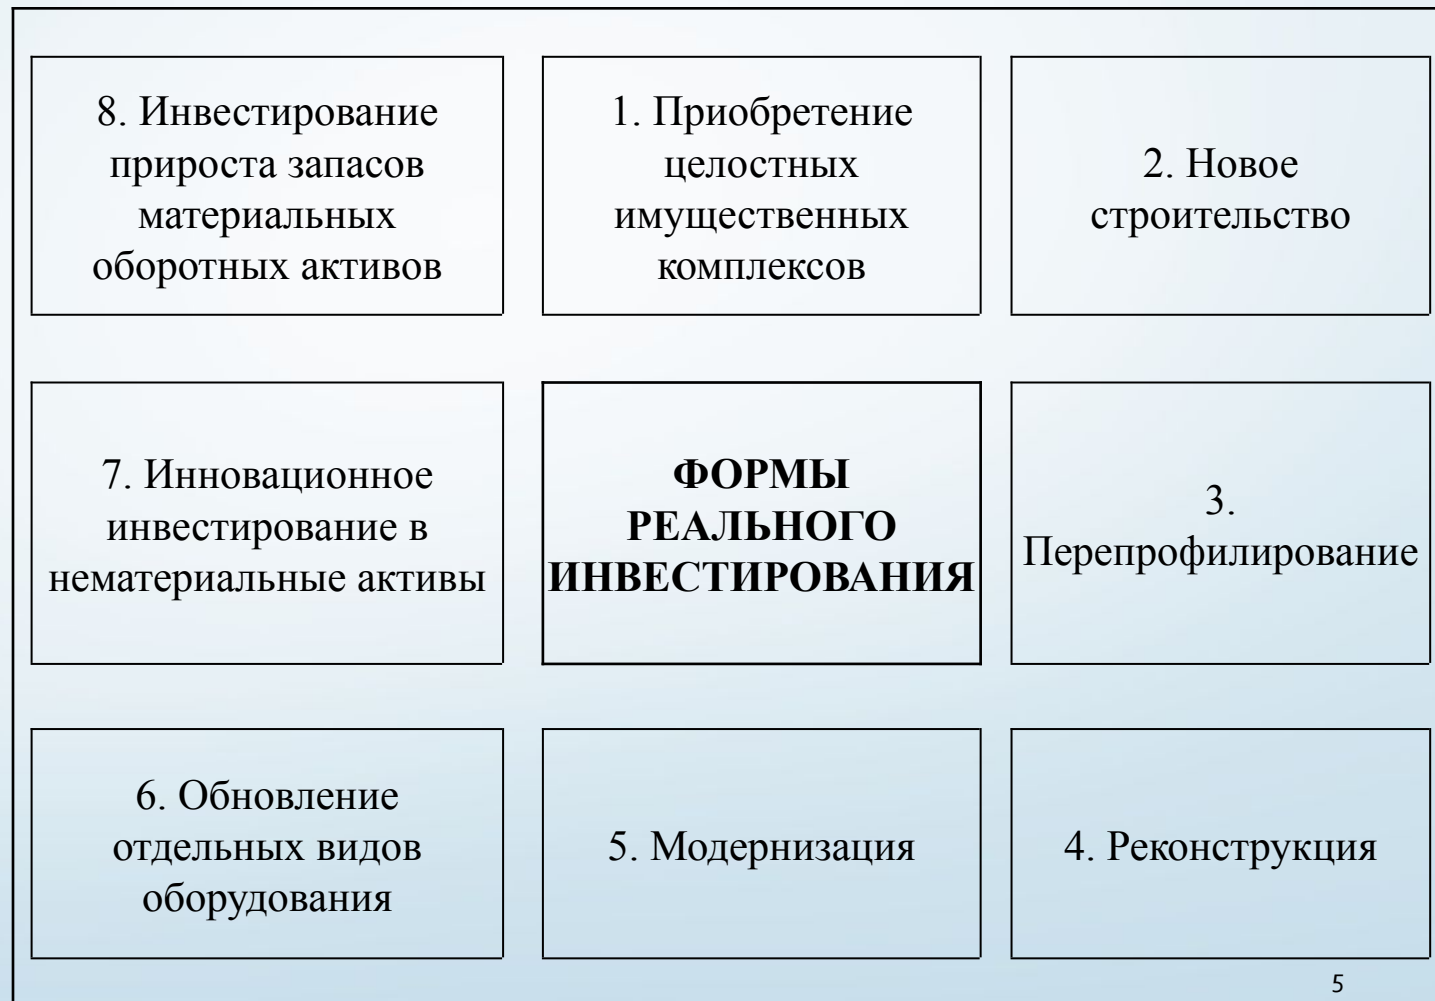 8. Инвестирование
прироста запасов
материальных
оборотных активов
1. Приобретение
целостных
имущественных
комплексов
2. Новое
строительство
7. Инновационное
инвестирование в
нематериальные активы
ФОРМЫ
РЕАЛЬНОГО
ИНВЕСТИРОВАНИЯ
3.
Перепрофилирование
6. Обновление
отдельных видов
оборудования
5. Модернизация
4. Реконструкция
5